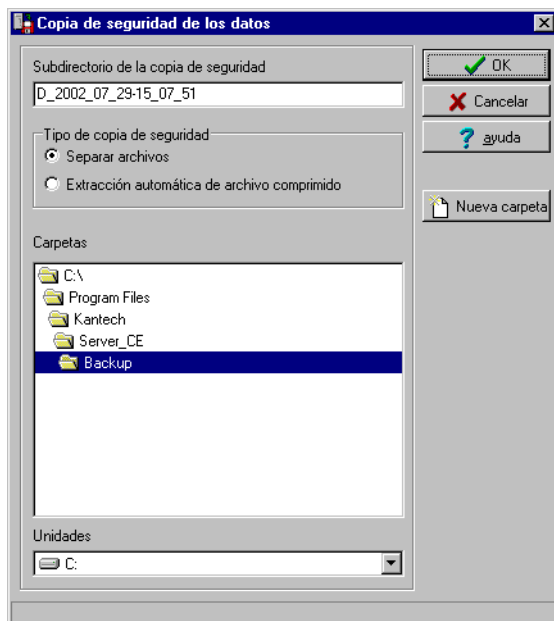 Copia de seguridad de los datos
Subdirectorio de la copia de seguridad
D_2002_07_29-15_07_51
Tipo de copia de seguridad
Separar archivos
Extracción automática de archivo comprimido
Carpetas
C:\
Program Files
Kantech
Server_CE
Backup
Unidades
C:
OK
Cancelar
ayuda
Nueva carpeta